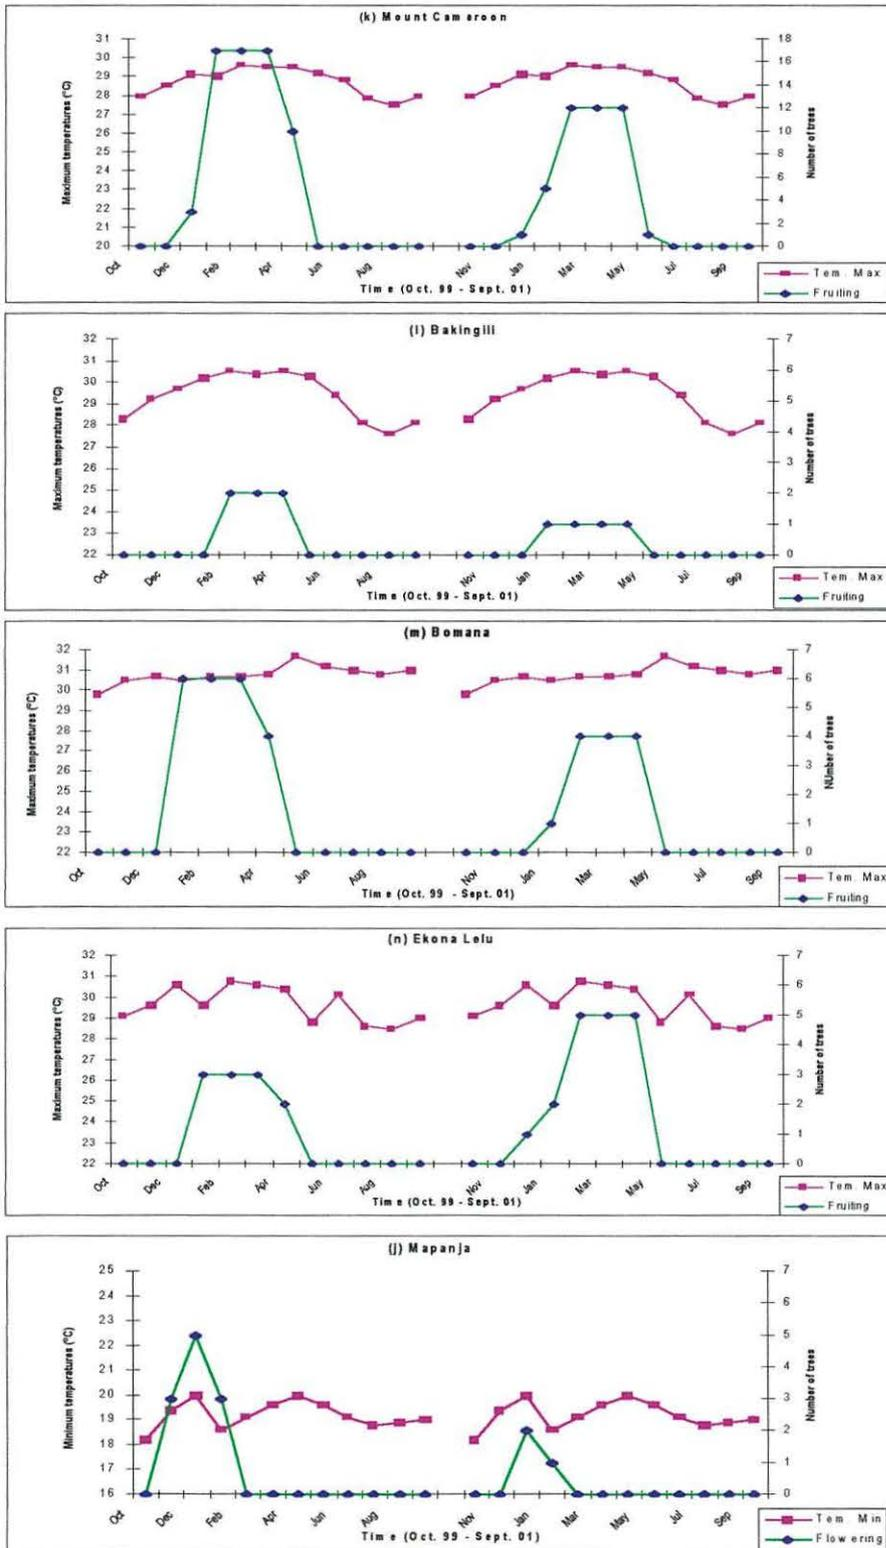 (k) Mount Cameroon
Maximum temperatures (°C)
31
30
29
28
27
26
25
24
23
22
21
20
18
16
14
12
10
8
6
4
2
0
Number of trees
Oct Dec Feb Apr Jun Aug Nov Jan Mar May Jul Sep
Time (Oct. 99 - Sept. 01)
Tem. Max
Fruiting
(l) Bakingili
Maximum temperatures (°C)
32
31
30
29
28
27
26
25
24
23
22
7
6
5
4
3
2
1
0
Number of trees
Oct Dec Feb Apr Jun Aug Nov Jan Mar May Jul Sep
Time (Oct. 99 - Sept. 01)
Tem. Max
Fruiting
(m) Bomana
Maximum temperatures (°C)
32
31
30
29
28
27
26
25
24
23
22
7
6
5
4
3
2
1
0
NUmber of trees
Oct Dec Feb Apr Jun Aug Nov Jan Mar May Jul Sep
Time (Oct. 99 - Sept. 01)
Tem. Max
Fruiting
(n) Ekona Lelu
Maximum temperatures (°C)
32
31
30
29
28
27
26
25
24
23
22
7
6
5
4
3
2
1
0
Number of trees
Oct Dec Feb Apr Jun Aug Nov Jan Mar May Jul Sep
Time (Oct. 99 - Sept. 01)
Tem. Max
Fruiting
(j) Mapanja
Minimum temperatures (°C)
25
24
23
22
21
20
19
18
17
16
7
6
5
4
3
2
1
0
Number of trees
Oct Dec Feb Apr Jun Aug Nov Jan Mar May Jul Sep
Time (Oct. 99 - Sept. 01)
Tem. Min
Flowering